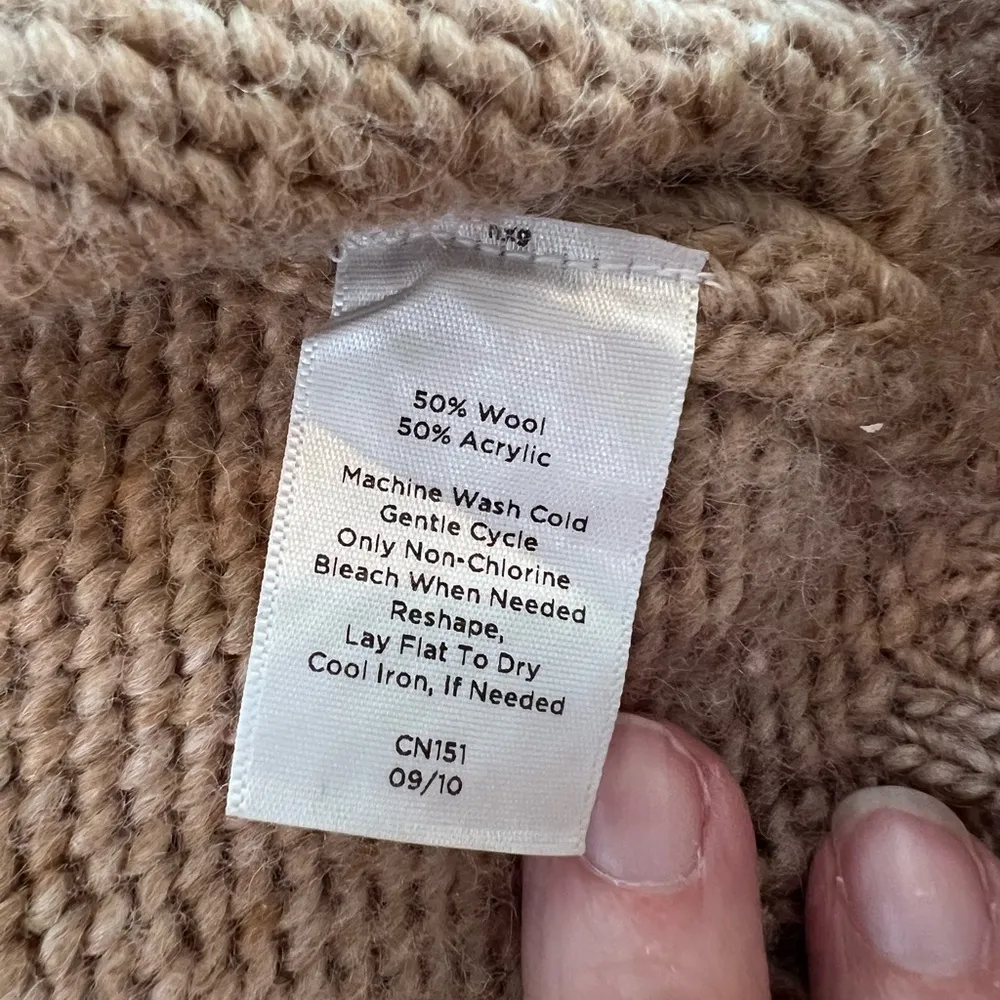 50% Wool
50% Acrylic
Machine Wash Cold
Gentle Cycle
Only Non-Chlorine
Bleach When Needed
Reshape,
Lay Flat To Dry
Cool Iron, If Needed
CN151
09/10